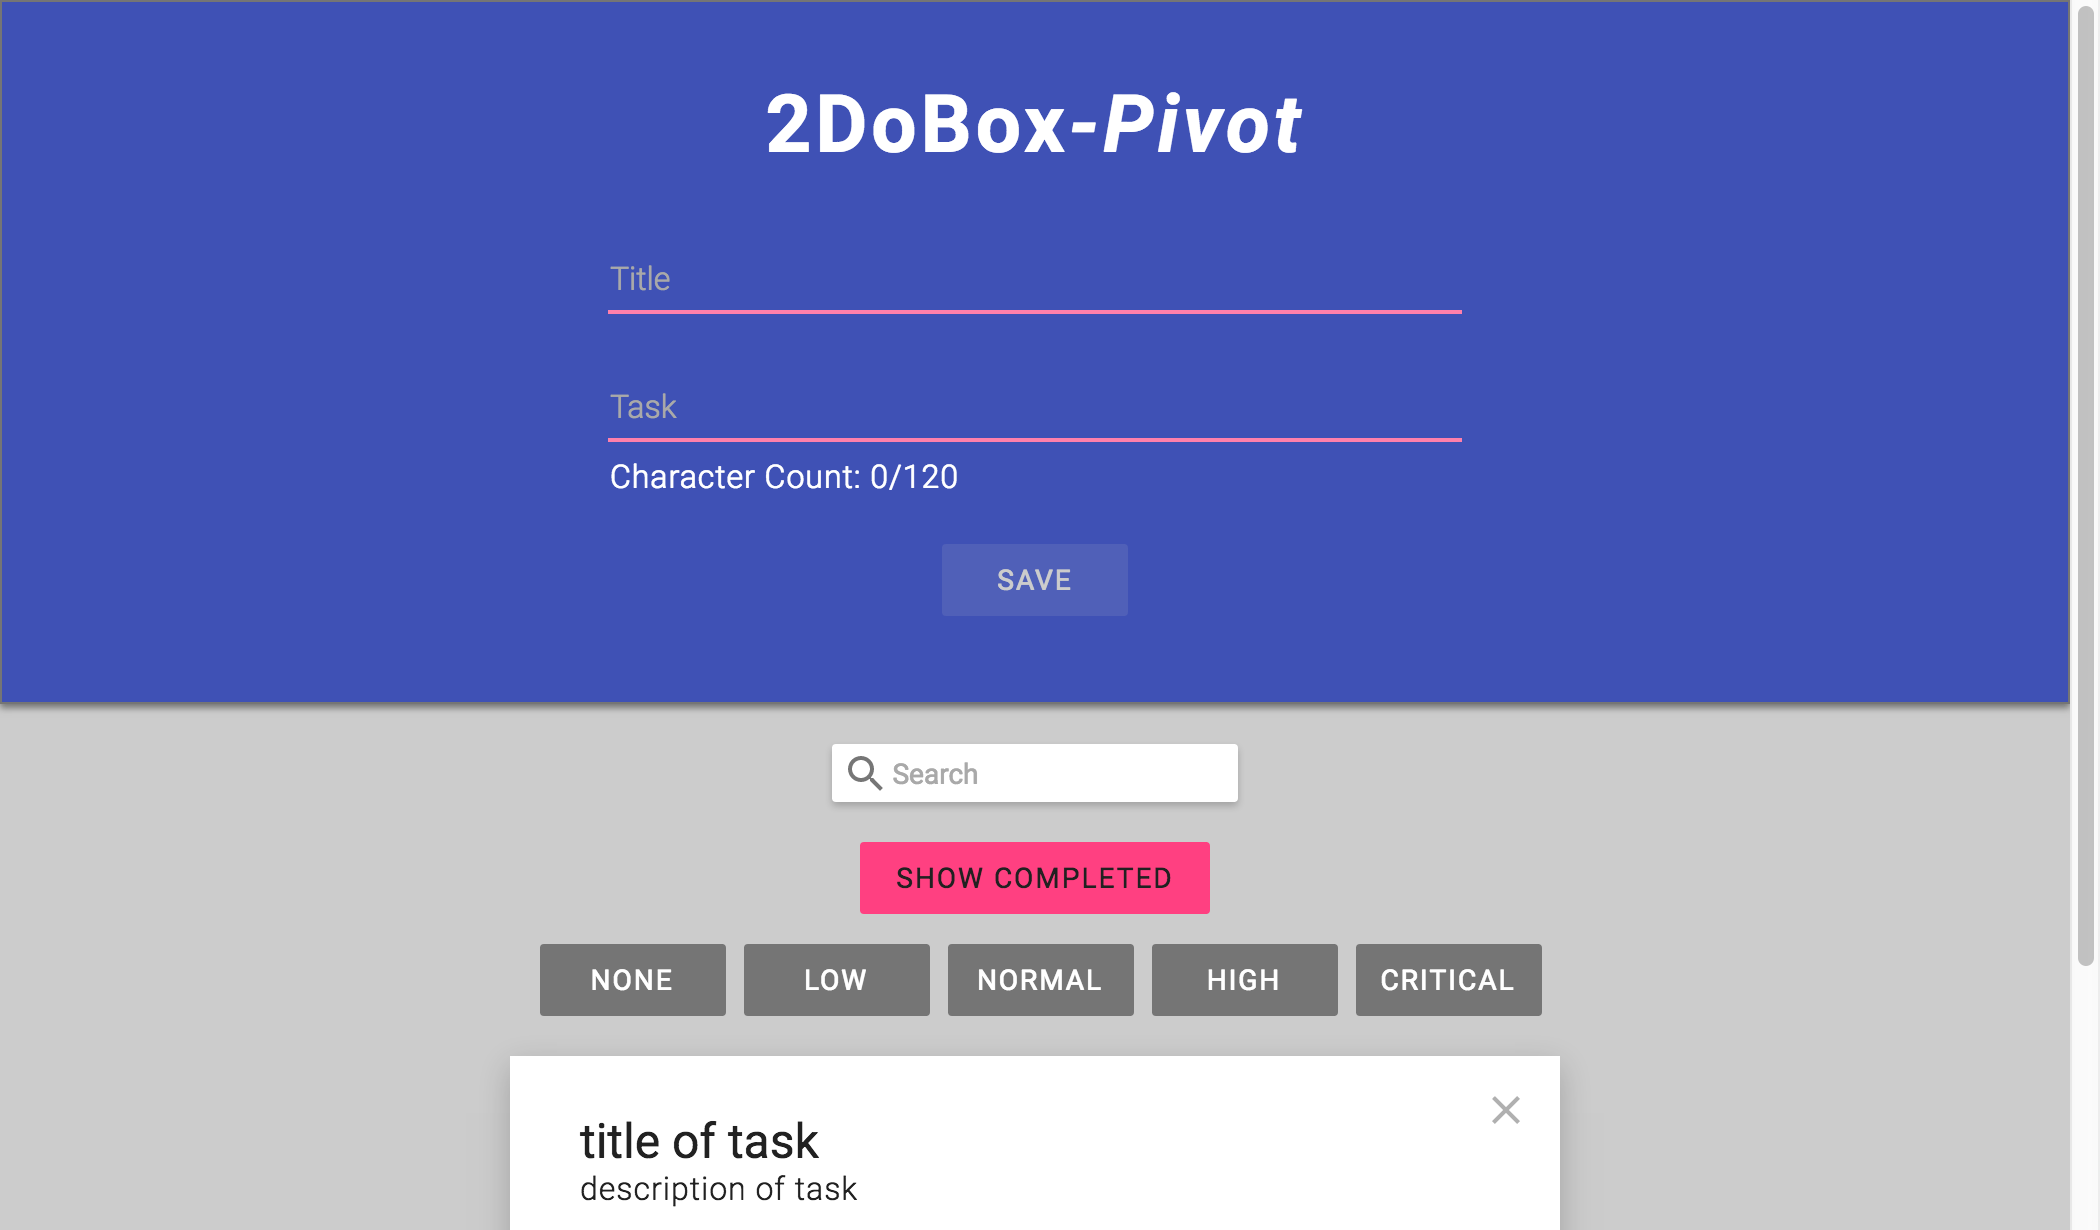 2DoBox-Pivot
Title
Task
Character Count: 0/120
SAVE
Search
SHOW COMPLETED
NONE LOW NORMAL HIGH CRITICAL
title of task
description of task